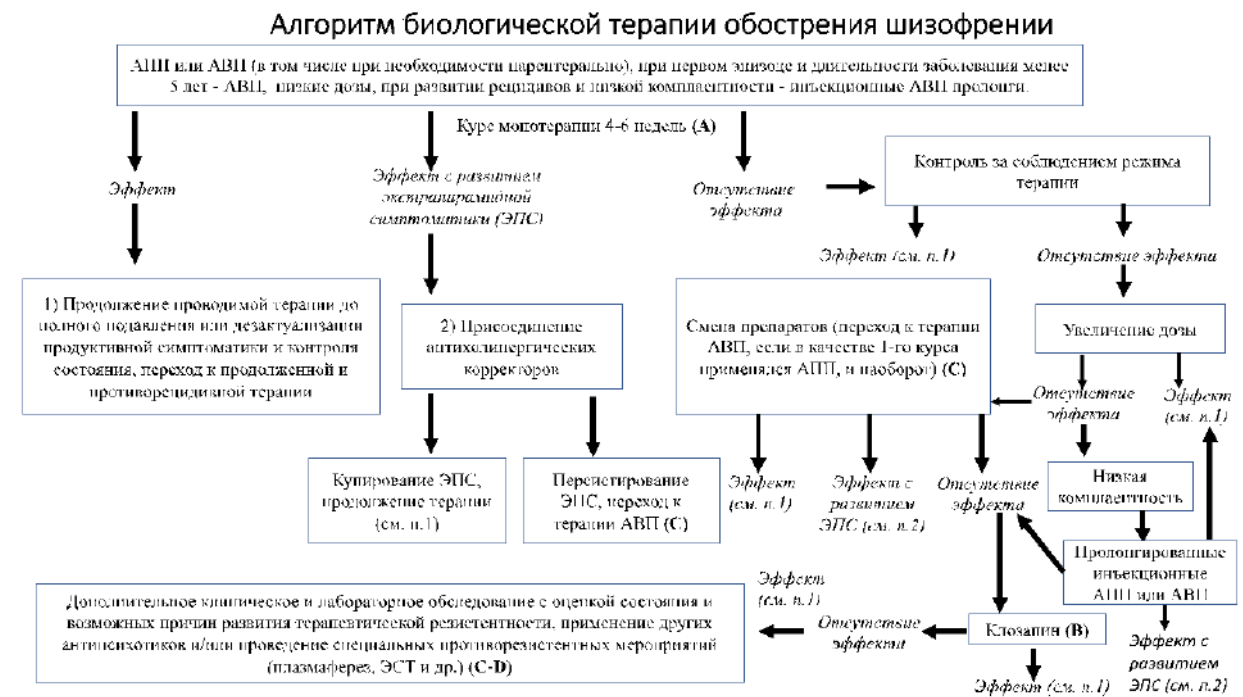 Алгоритм биологической терапии обострения шизофрении
АПП или АВП (в том числе при необходимости парентерально), при первом эпизоде и длительности заболевания менее
5 лет - АВП, низкие дозы, при развитии рецидивов и низкой комплаентности - инъекционные АВП пролонги.
Курс монотерапии 4-6 недель (A)
Эффект
Эффект с развитием
экстрапирамидной
симптоматики (ЭПС)
Отсутствие
эффекта
Контроль за соблюдением режима
терапии
Эффект (см. п.1)
Отсутствие эффекта
1) Продолжение проводимой терапии до
полного подавления или дезактуализации
продуктивной симптоматики и контроля
состояния, переход к продолженной и
противорецидивной терапии
2) Присоединение
антихолинергических
корректоров
Смена препаратов (переход к терапии
АВП, если в качестве 1-го курса
применялся АПП, и наоборот) (C)
Увеличение дозы
Отсутствие
эффекта
Эффект
(см. п.1)
Купирование ЭПС,
продолжение терапии
(см. п.1)
Персистирование
ЭПС, переход к
терапии АВП (C)
Эффект
(см. п.1)
Эффект с
развитием
ЭПС (см. п.2)
Отсутствие
эффекта
Низкая
комплаентность
Пролонгированные
инъекционные
АПП или АВП
Дополнительное клиническое и лабораторное обследование с оценкой состояния и
возможных причин развития терапевтической резистентности, применение других
антипсихотиков и/или проведение специальных противорезистентных мероприятий
(плазмаферез, ЭСТ и др.) (C-D)
Эффект
(см. п.1)
Отсутствие
эффекта
Клозапин (B)
Эффект (см. п.1)
Эффект с
развитием
ЭПС (см. п.2)